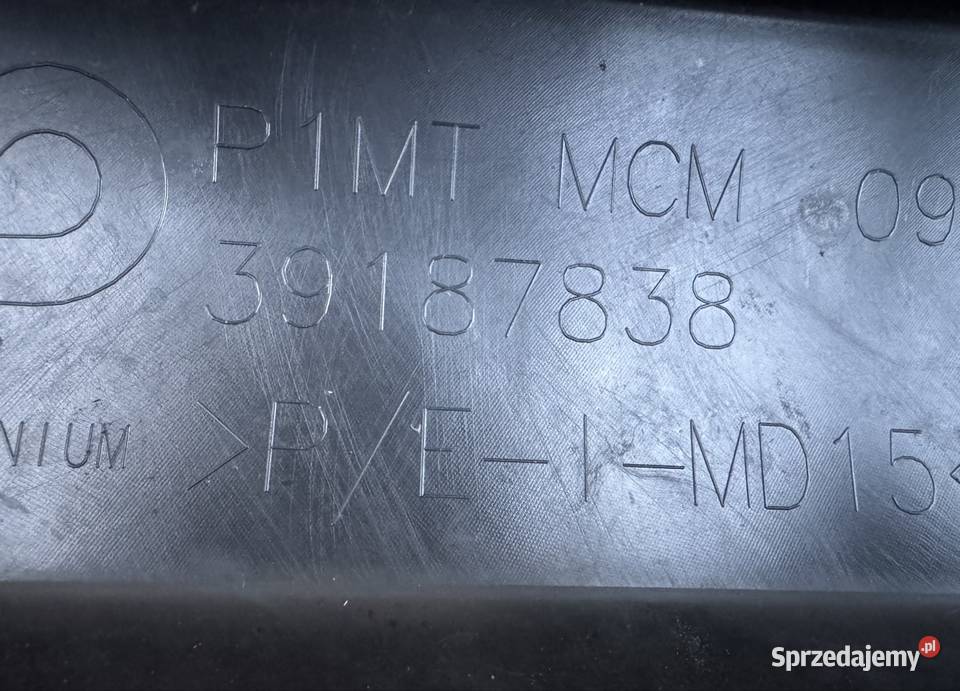 P1MT MCM 09
39187838
NIUM >P/E-I-MD15<
Sprzedajemy.pl